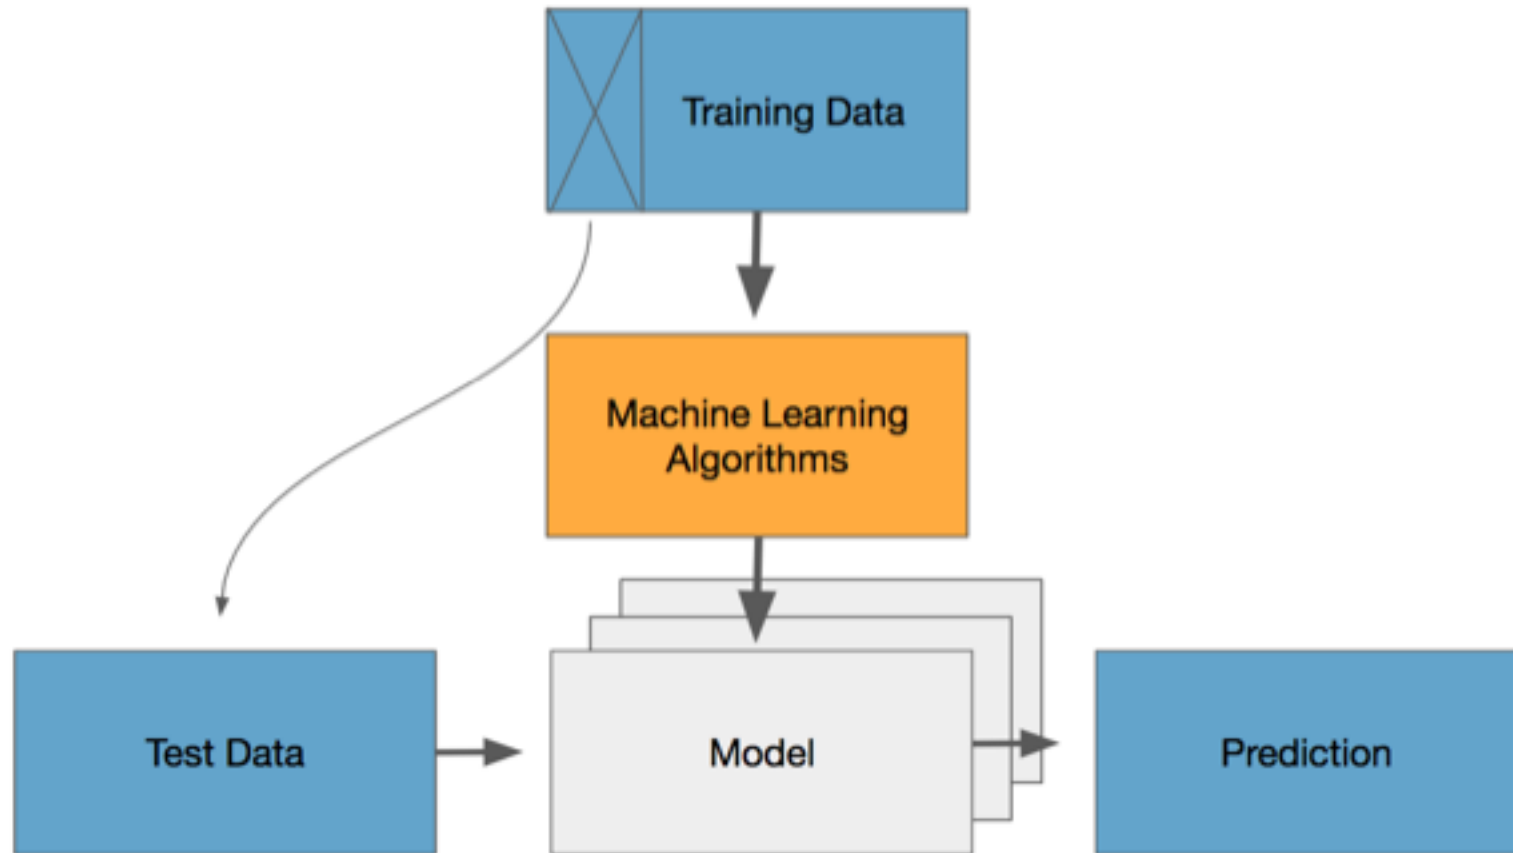 Training Data
Machine Learning
Algorithms
Test Data
Model
Prediction